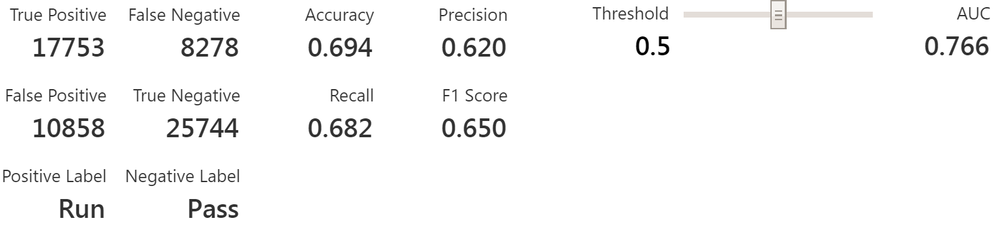 True Positive False Negative Accuracy Precision Threshold AUC
17753 8278 0.694 0.620 0.5 0.766
False Positive True Negative Recall F1 Score
10858 25744 0.682 0.650
Positive Label Negative Label
Run Pass